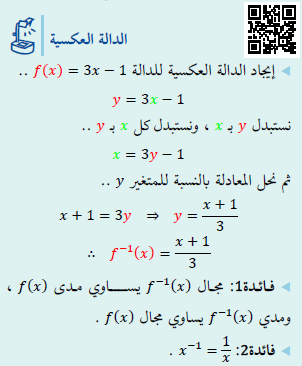 الدالة العكسية
إيجاد الدالة العكسية للدالة f(x) = 3x − 1 ..
y = 3x − 1
نستبدل y بـ x ، ونستبدل كل x بـ y ..
x = 3y − 1
ثم نحل المعادلة بالنسبة للمتغير y ..
x + 1 = 3y ⇒ y = (x + 1)/3
∴ f⁻¹(x) = (x + 1)/3
فائدة1: مجال f⁻¹(x) يساوي مدى f(x) ،
ومدي f⁻¹(x) يساوي مجال f(x) .
فائدة2: x⁻¹ = 1/x .